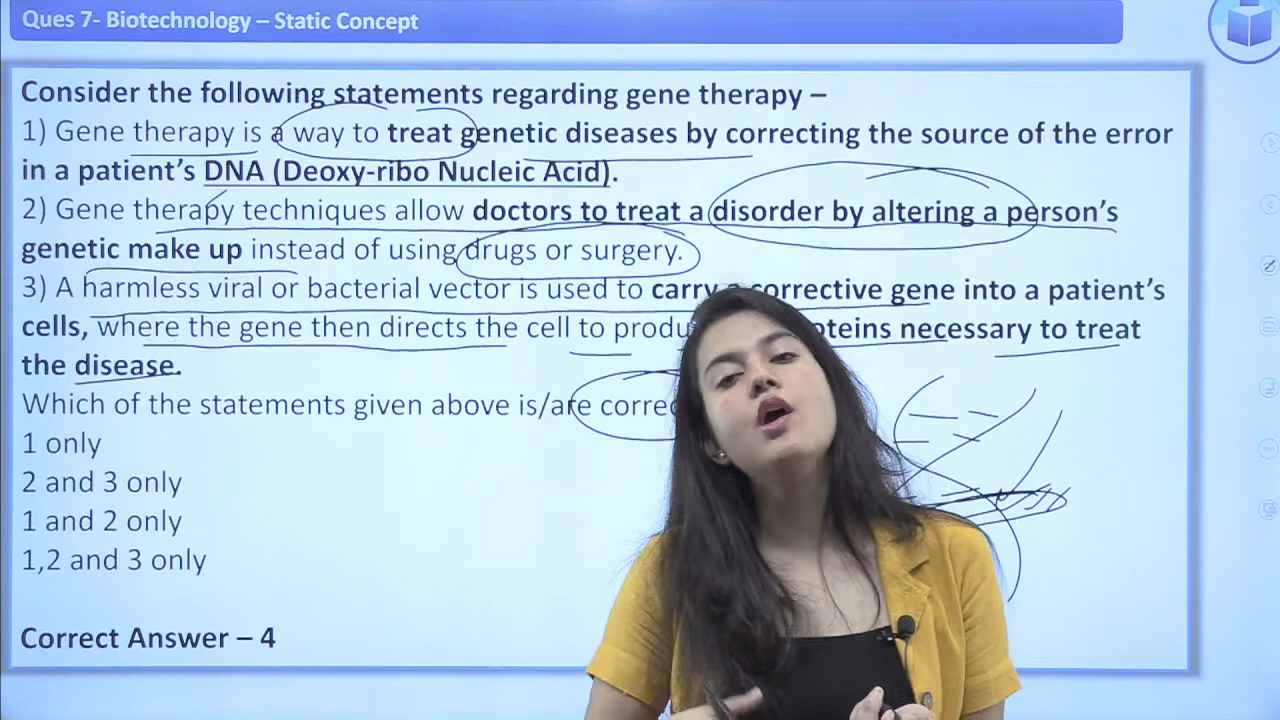 Ques 7- Biotechnology – Static Concept
Consider the following statements regarding gene therapy –
1) Gene therapy is a way to treat genetic diseases by correcting the source of the error
in a patient's DNA (Deoxy-ribo Nucleic Acid).
2) Gene therapy techniques allow doctors to treat a disorder by altering a person's
genetic make up instead of using drugs or surgery.
3) A harmless viral or bacterial vector is used to carry a corrective gene into a patient's
cells, where the gene then directs the cell to necessary to treat
the disease.
Which of the statements given above is/are
1 only
2 and 3 only
1 and 2 only
1,2 and 3 only
Correct Answer – 4